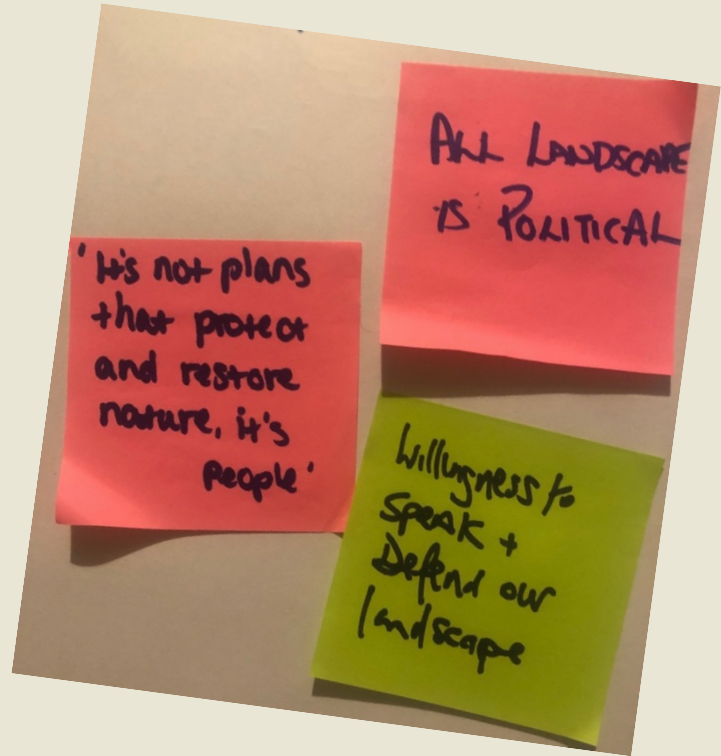 ALL LANDSCAPE
IS POLITICAL
'It's not plans
that protect
and restore
nature, it's
people'
Willingness to
Speak +
Defend our
landscape